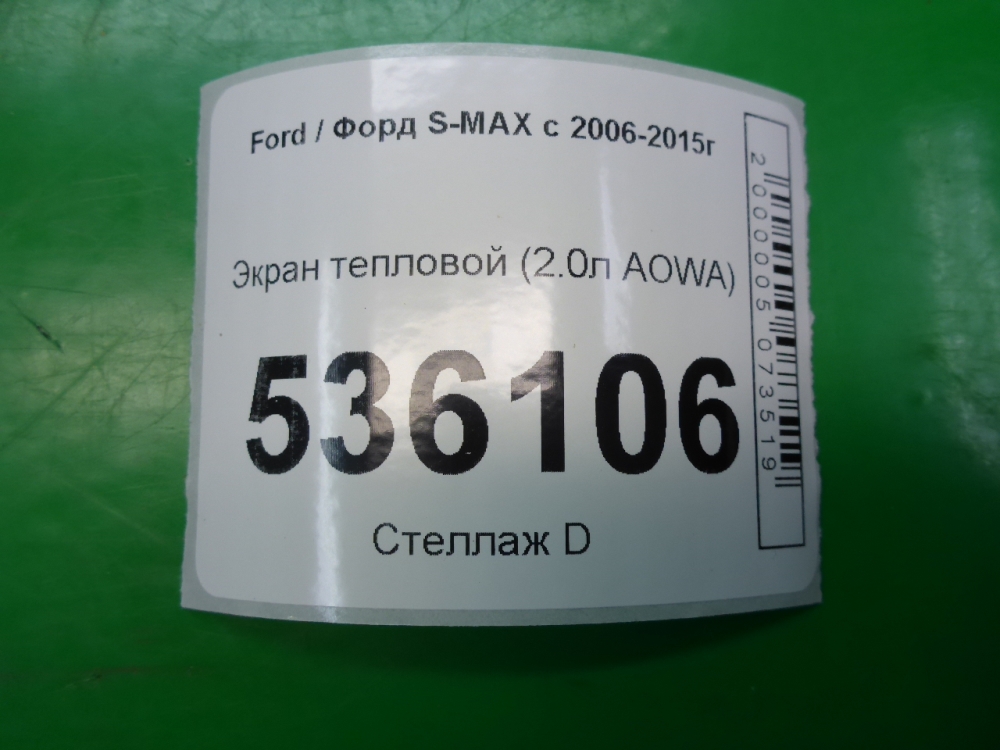 Ford / Форд S-MAX с 2006-2015г
Экран тепловой (2.0л AOWA)
536106
Стеллаж D
2000005073519